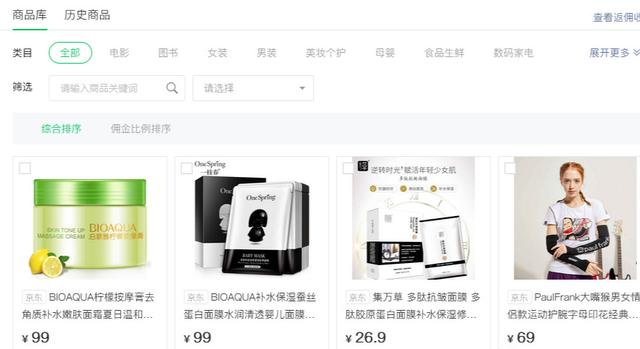 商品库 历史商品 查看返佣收
类目 全部 电影 图书 女装 男装 美妆个护 母婴 食品生鲜 数码家电 展开更多
筛选 请输入商品关键词 请选择
综合排序 佣金比例排序
SKIN TONE UP
BIOAQUA
MASSAGE CREAM
OneSpring
一枝春
OneSpring
BABY MASK
逆转时光 赋活年轻少女肌
多肽抗皱面膜
PaulFrank
京东 BIOAQUA柠檬按摩膏去
角质补水嫩肤面霜夏日温和…
¥ 99
京东 BIOAQUA补水保湿蚕丝
蛋白面膜水润清透婴儿面膜…
¥ 99
京东 集万草 多肽抗皱面膜 多
肽胶原蛋白面膜补水保湿修…
¥ 26.9
京东 PaulFrank大嘴猴男女情
侣款运动护腕字母印花经典…
¥ 69